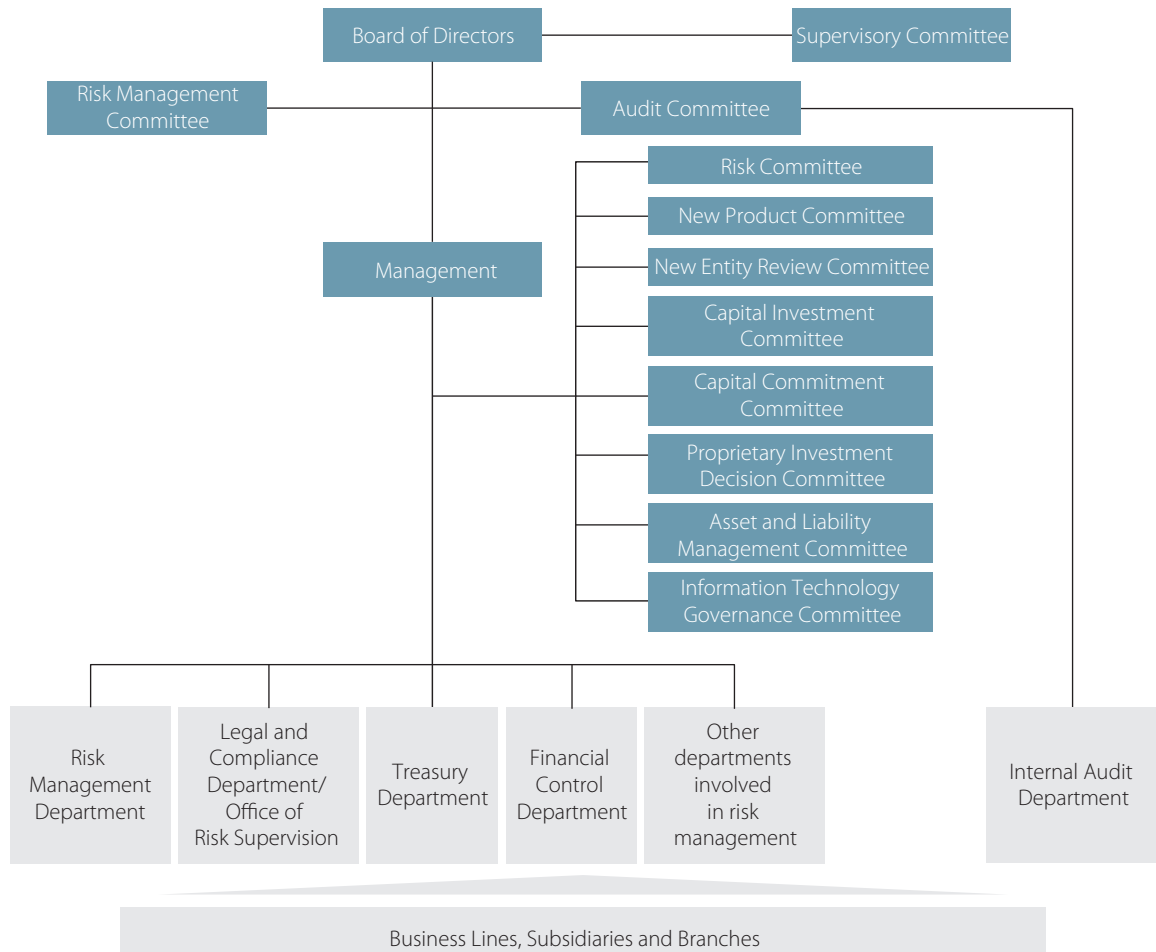 Board of Directors
Supervisory Committee
Risk Management
Committee
Audit Committee
Risk Committee
New Product Committee
Management
New Entity Review Committee
Capital Investment
Committee
Capital Commitment
Committee
Proprietary Investment
Decision Committee
Asset and Liability
Management Committee
Information Technology
Governance Committee
Risk
Management
Department
Legal and
Compliance
Department/
Office of
Risk Supervision
Treasury
Department
Financial
Control
Department
Other
departments
involved
in risk
management
Internal Audit
Department
Business Lines, Subsidiaries and Branches